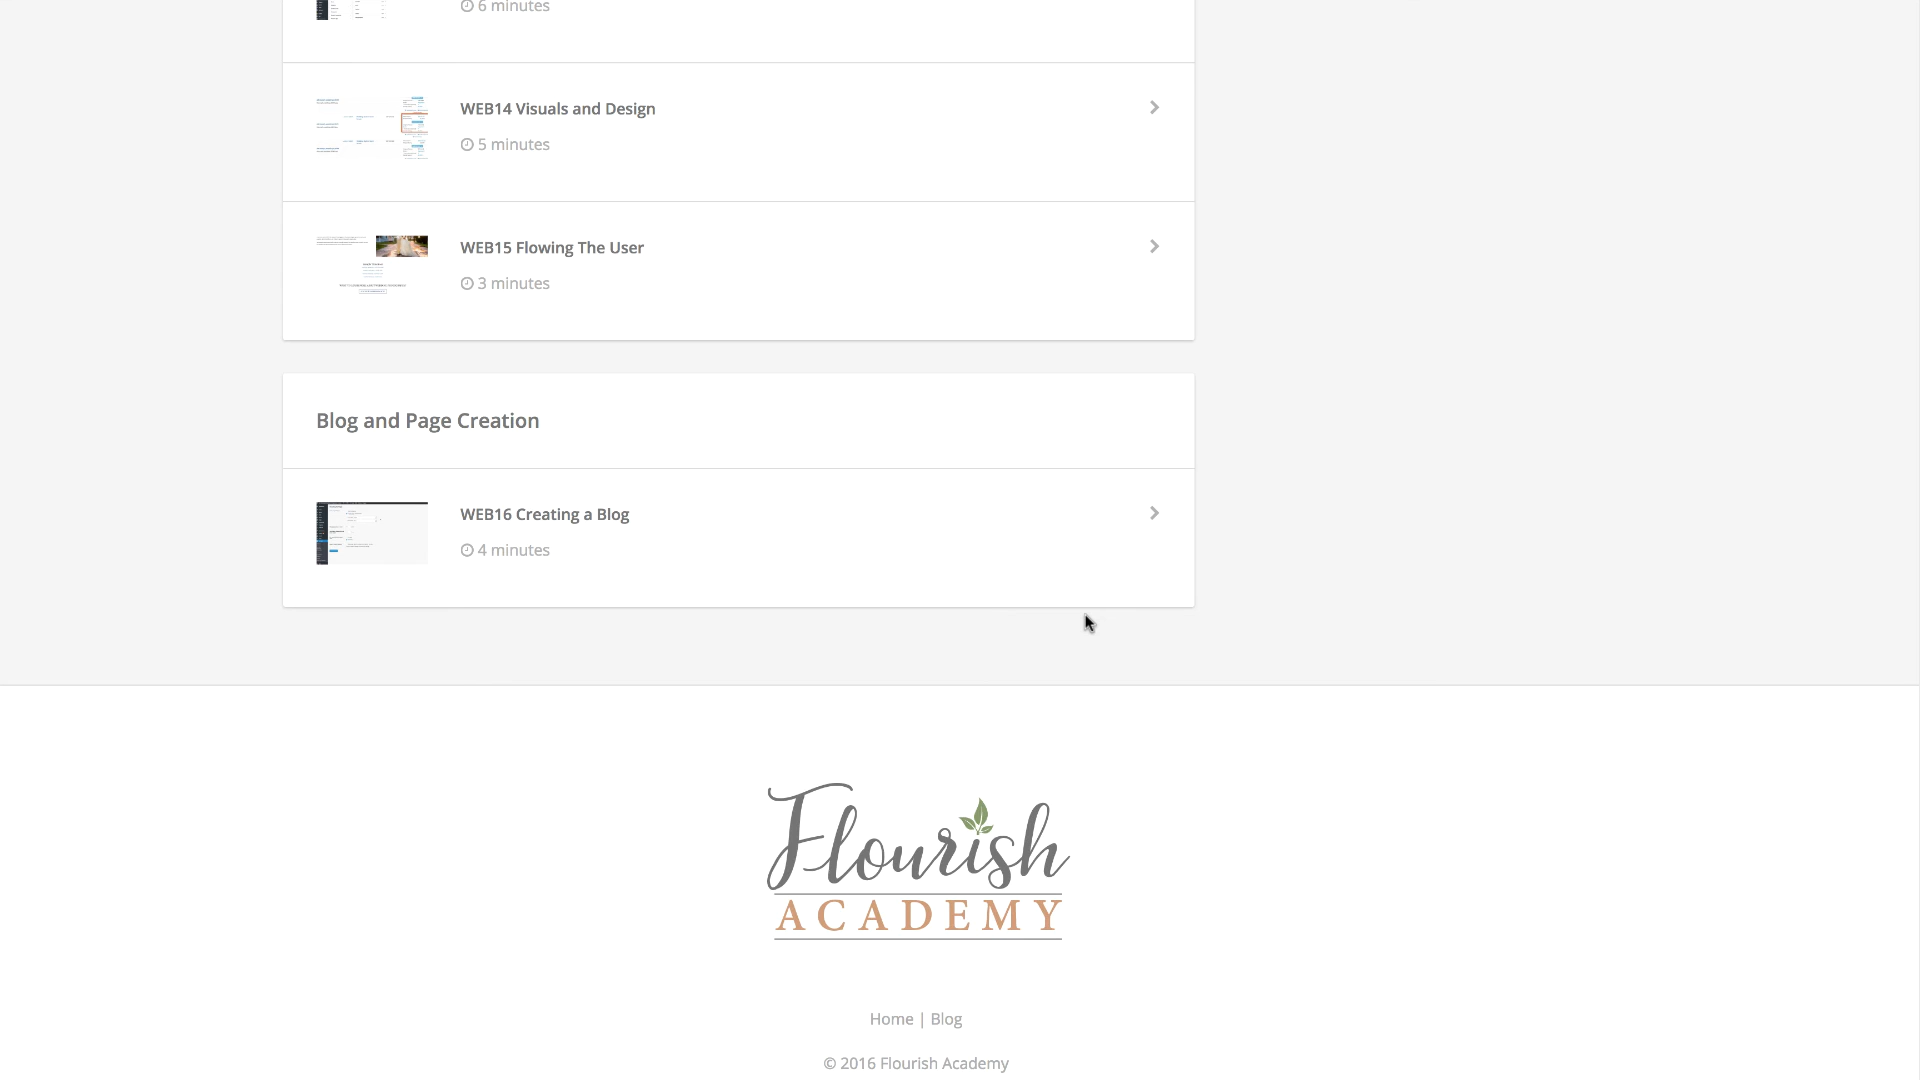 6 minutes
WEB14 Visuals and Design
5 minutes
WEB15 Flowing The User
3 minutes
Blog and Page Creation
WEB16 Creating a Blog
4 minutes
Flourish
ACADEMY
Home | Blog
© 2016 Flourish Academy